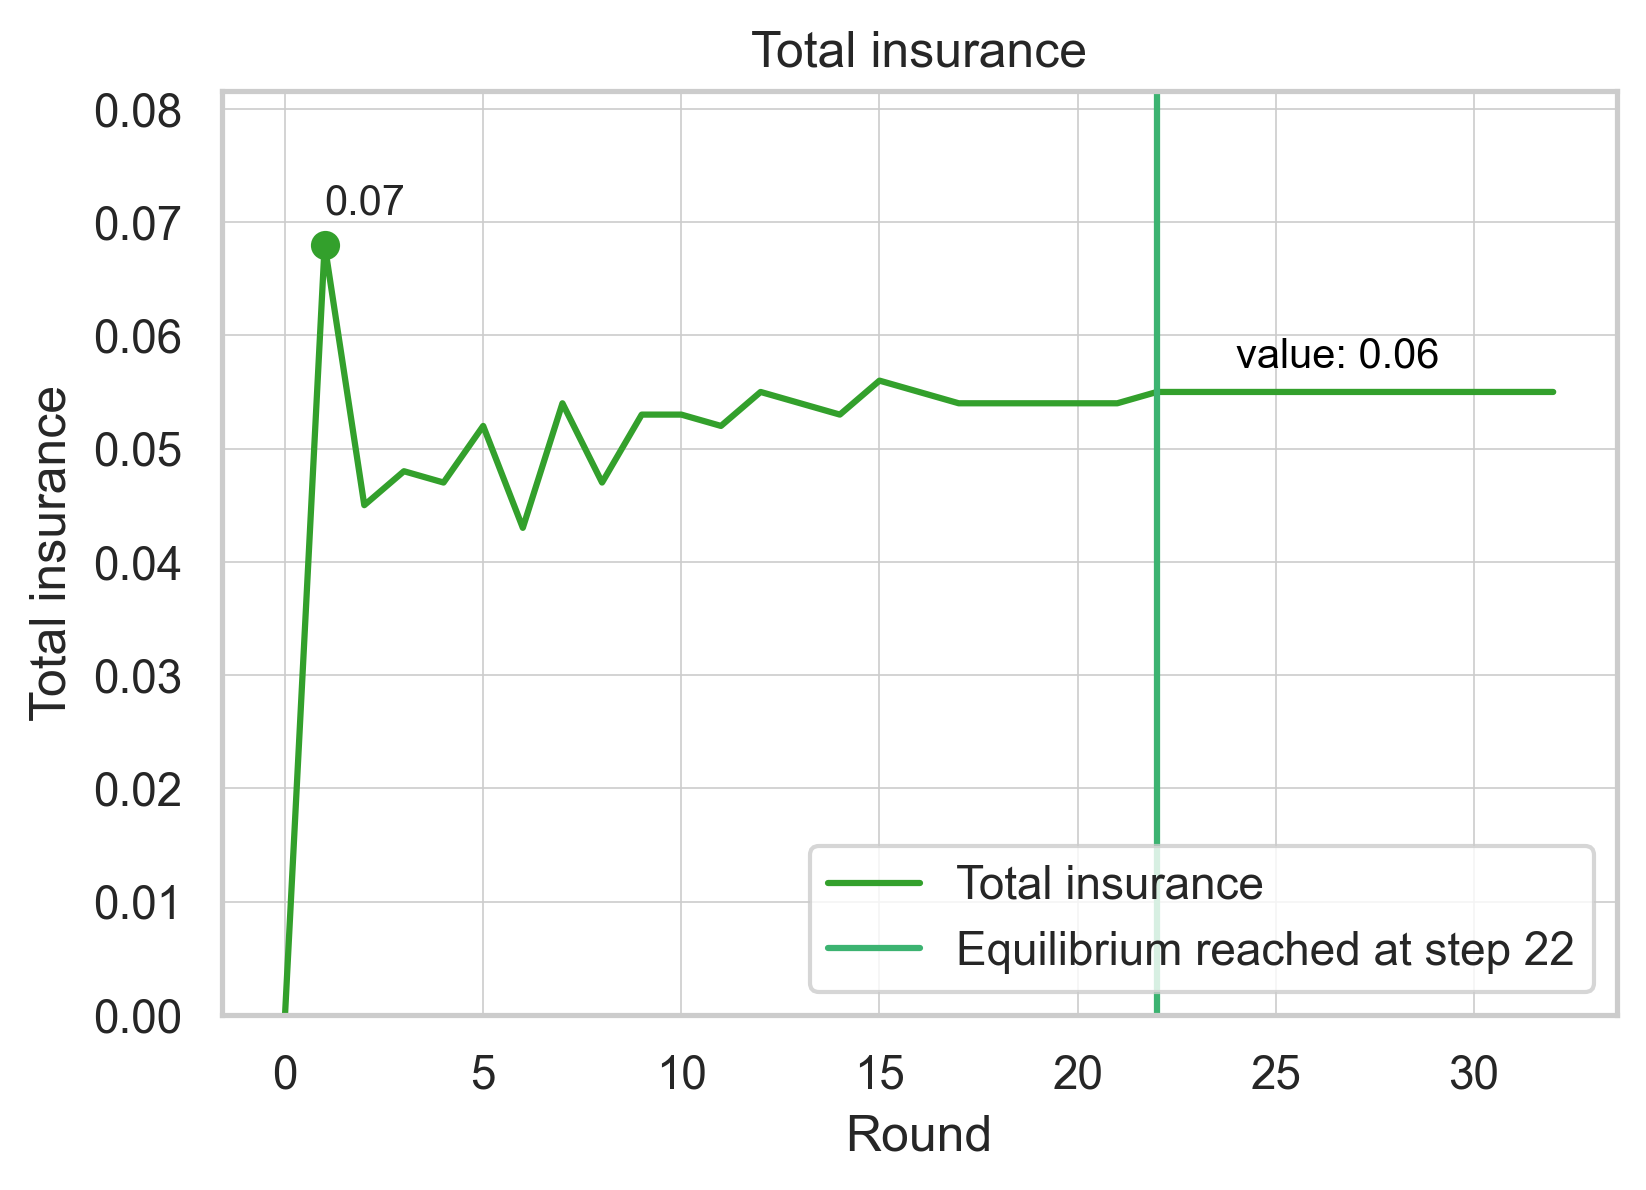 Total insurance
0.08
0.07
0.06
0.05
0.04
0.03
0.02
0.01
0.00
Total insurance
0.07
value: 0.06
Total insurance
Equilibrium reached at step 22
0 5 10 15 20 25 30
Round